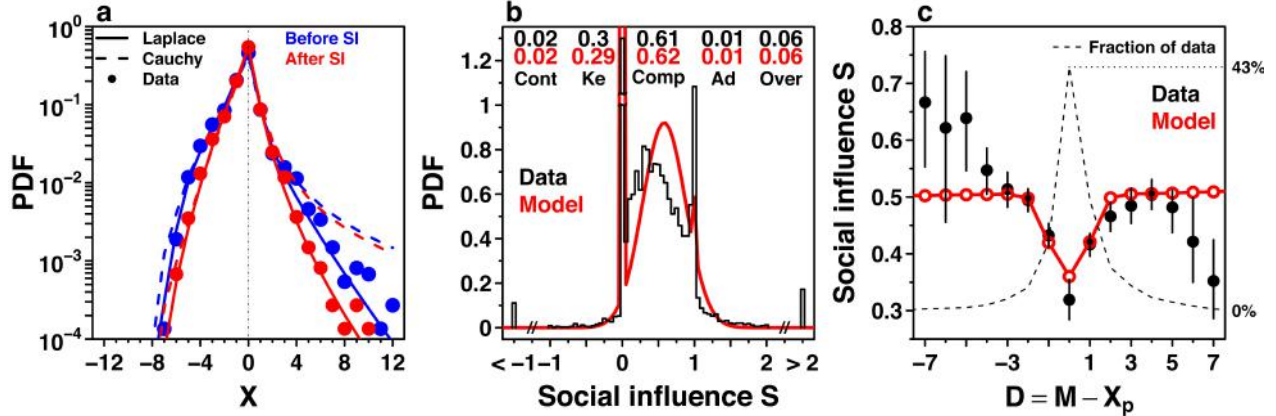 a
PDF
10^0
10^-1
10^-2
10^-3
10^-4
Laplace
Cauchy
Data
Before SI
After SI
-12 -8 -4 0 4 8 12
X
b
PDF
1.2
1
0.8
0.6
0.4
0.2
0
0.02 0.3 0.61 0.01 0.06
0.02 0.29 0.62 0.01 0.06
Cont Ke Comp Ad Over
Data
Model
< -1 -1 0 1 2 > 2
Social influence S
c
Social influence S
0.8
0.7
0.6
0.5
0.4
0.3
Fraction of data
43%
Data
Model
0%
-7 -5 -3 -1 1 3 5 7
D = M - X_p